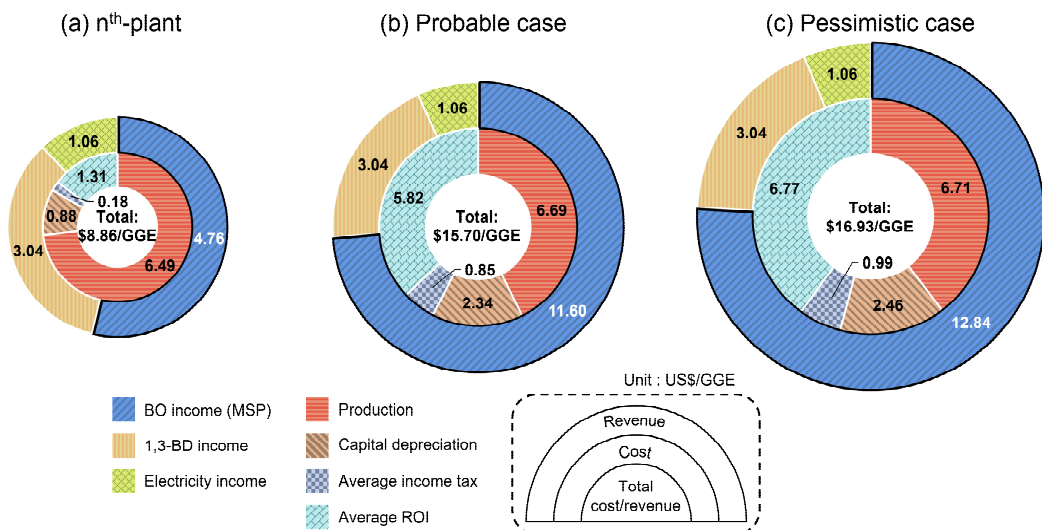 (a) nth-plant
(b) Probable case
(c) Pessimistic case
1.06
1.31
0.18
0.88
Total:
$8.86/GGE
4.76
3.04
6.49
1.06
3.04
5.82
Total:
$15.70/GGE
6.69
0.85
2.34
11.60
1.06
3.04
6.77
6.71
Total:
$16.93/GGE
0.99
2.46
12.84
BO income (MSP)
1,3-BD income
Electricity income
Production
Capital depreciation
Average income tax
Average ROI
Unit : US$/GGE
Revenue
Cost
Total
cost/revenue